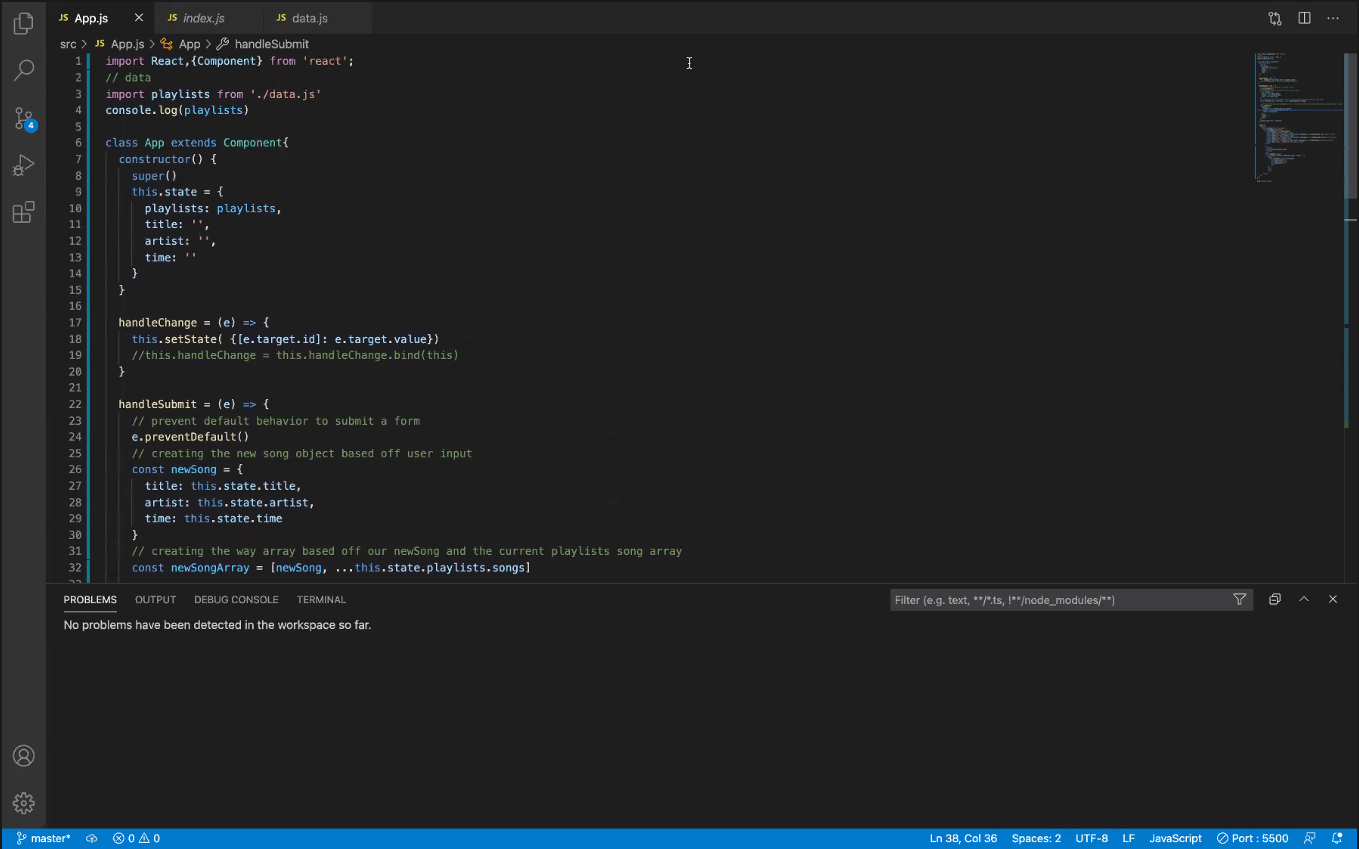 JS App.js
JS index.js
JS data.js
src > JS App.js > App > handleSubmit
1 import React,{Component} from 'react';
2 // data
3 import playlists from './data.js'
4 console.log(playlists)
5
6 class App extends Component{
7 constructor() {
8 super()
9 this.state = {
10 playlists: playlists,
11 title: '',
12 artist: '',
13 time: ''
14 }
15 }
16
17 handleChange = (e) => {
18 this.setState( {[e.target.id]: e.target.value})
19 //this.handleChange = this.handleChange.bind(this)
20 }
21
22 handleSubmit = (e) => {
23 // prevent default behavior to submit a form
24 e.preventDefault()
25 // creating the new song object based off user input
26 const newSong = {
27 title: this.state.title,
28 artist: this.state.artist,
29 time: this.state.time
30 }
31 // creating the way array based off our newSong and the current playlists song array
32 const newSongArray = [newSong, ...this.state.playlists.songs]
4
PROBLEMS OUTPUT DEBUG CONSOLE TERMINAL
Filter (e.g. text, **/*.ts, !**/node_modules/**)
No problems have been detected in the workspace so far.
master* 0 0 Ln 38, Col 36 Spaces: 2 UTF-8 LF JavaScript Port : 5500